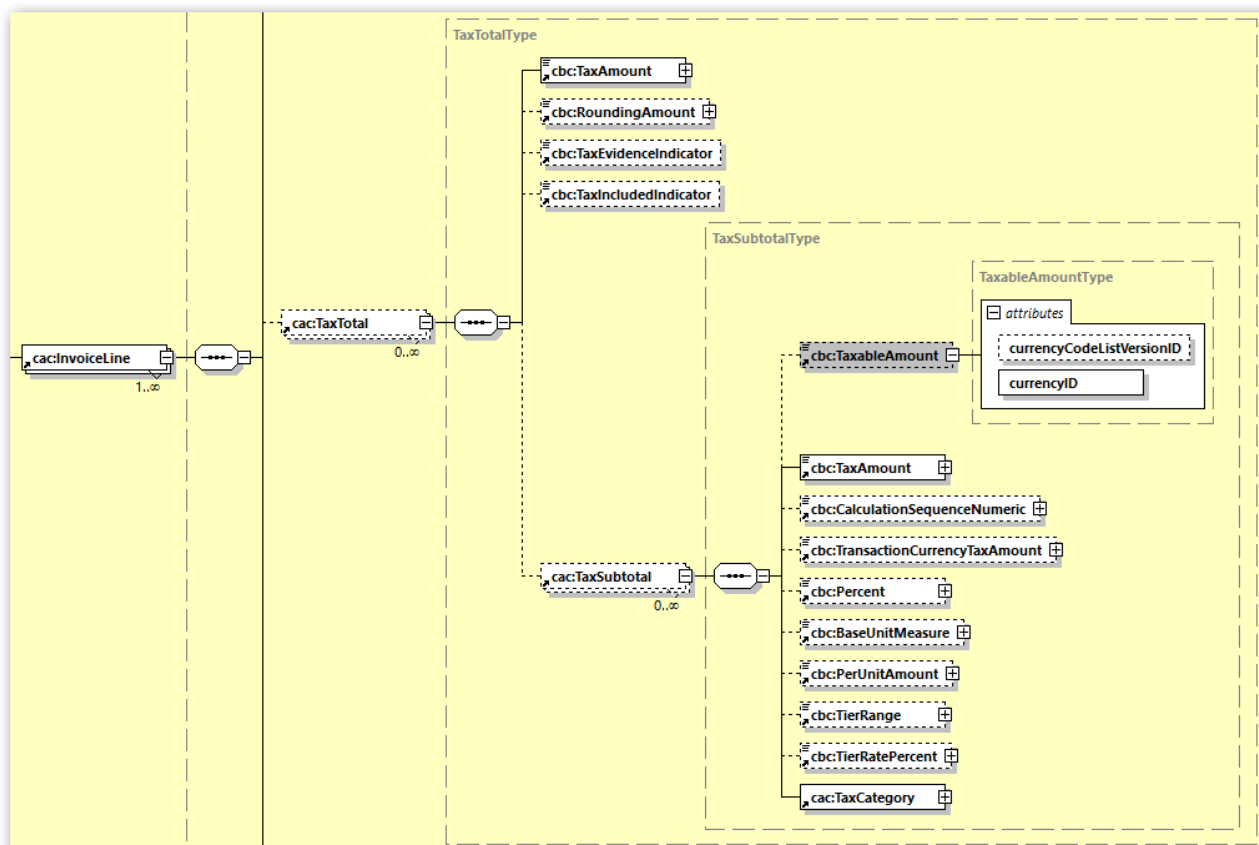 TaxTotalType
cbc:TaxAmount
cbc:RoundingAmount
cbc:TaxEvidenceIndicator
cbc:TaxIncludedIndicator
TaxSubtotalType
TaxableAmountType
attributes
cac:TaxTotal
0..∞
currencyCodeListVersionID
cbc:TaxableAmount
cac:InvoiceLine
1..∞
currencyID
cbc:TaxAmount
cbc:CalculationSequenceNumeric
cbc:TransactionCurrencyTaxAmount
cac:TaxSubtotal
0..∞
cbc:Percent
cbc:BaseUnitMeasure
cbc:PerUnitAmount
cbc:TierRange
cbc:TierRatePercent
cac:TaxCategory